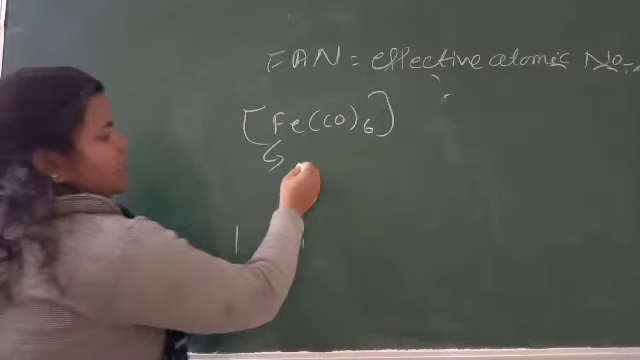 EAN = effective atomic No-
[Fe(CO)6]